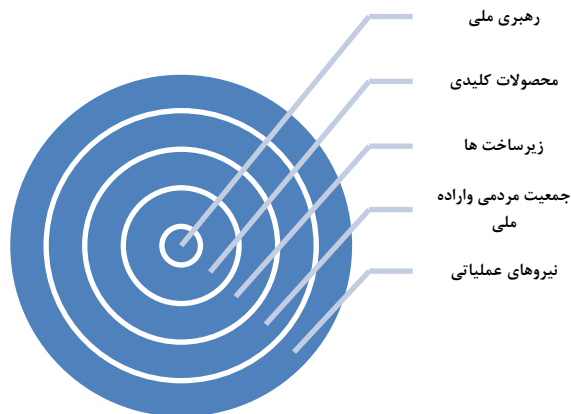 رهبری ملی
محصولات کلیدی
زیرساخت ها
جمعیت مردمی واراده
ملی
نیروهای عملیاتی